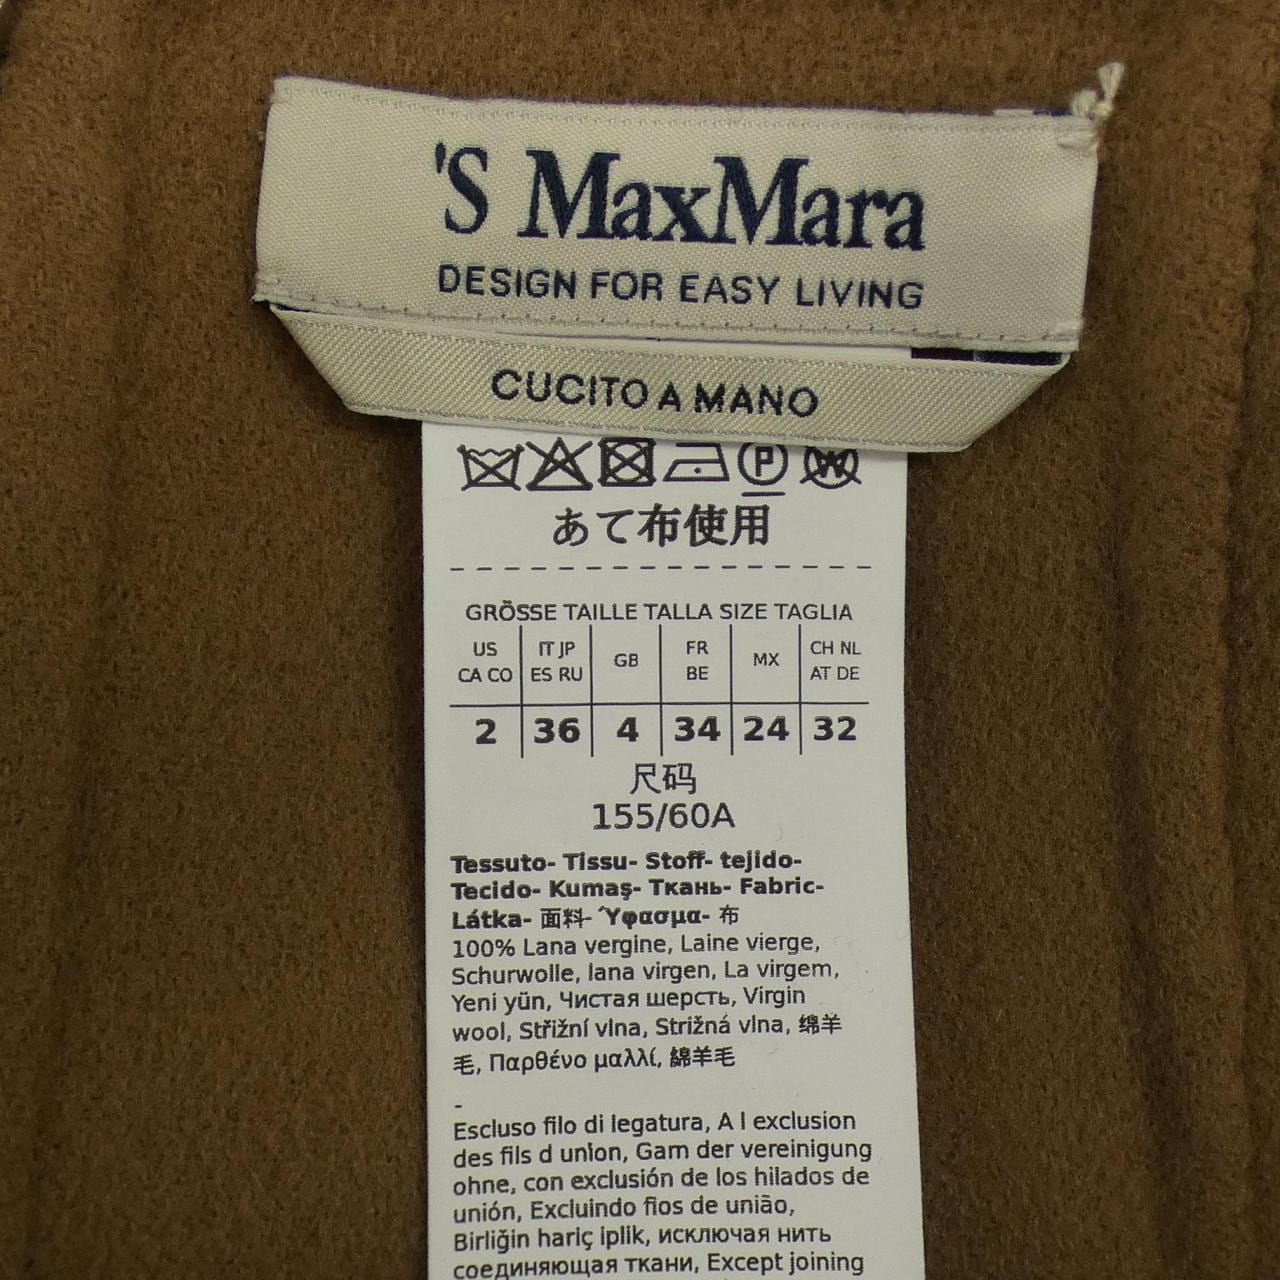 'S MaxMara
DESIGN FOR EASY LIVING
CUCITO A MANO
P W
あて布使用
GRÖSSE TAILLE TALLA SIZE TAGLIA
US CA CO IT JP ES RU GB FR BE MX CH NL AT DE
2 36 4 34 24 32
尺码
155/60A
Tessuto- Tissu- Stoff- tejido-
Tecido- Kumaş- Ткань- Fabric-
Látka- 面料- Ύφασμα- 布
100% Lana vergine, Laine vierge,
Schurwolle, lana virgen, La virgem,
Yeni yün, Чистая шерсть, Virgin
wool, Střižní vlna, Strižná vlna, 绵羊
毛, Παρθένο μαλλί, 綿羊毛
-
Escluso filo di legatura, A l exclusion
des fils d union, Gam der vereinigung
ohne, con exclusión de los hilados de
unión, Excluindo fios de união,
Birliğin hariç iplik, исключая нить
соединяющая ткани, Except joining